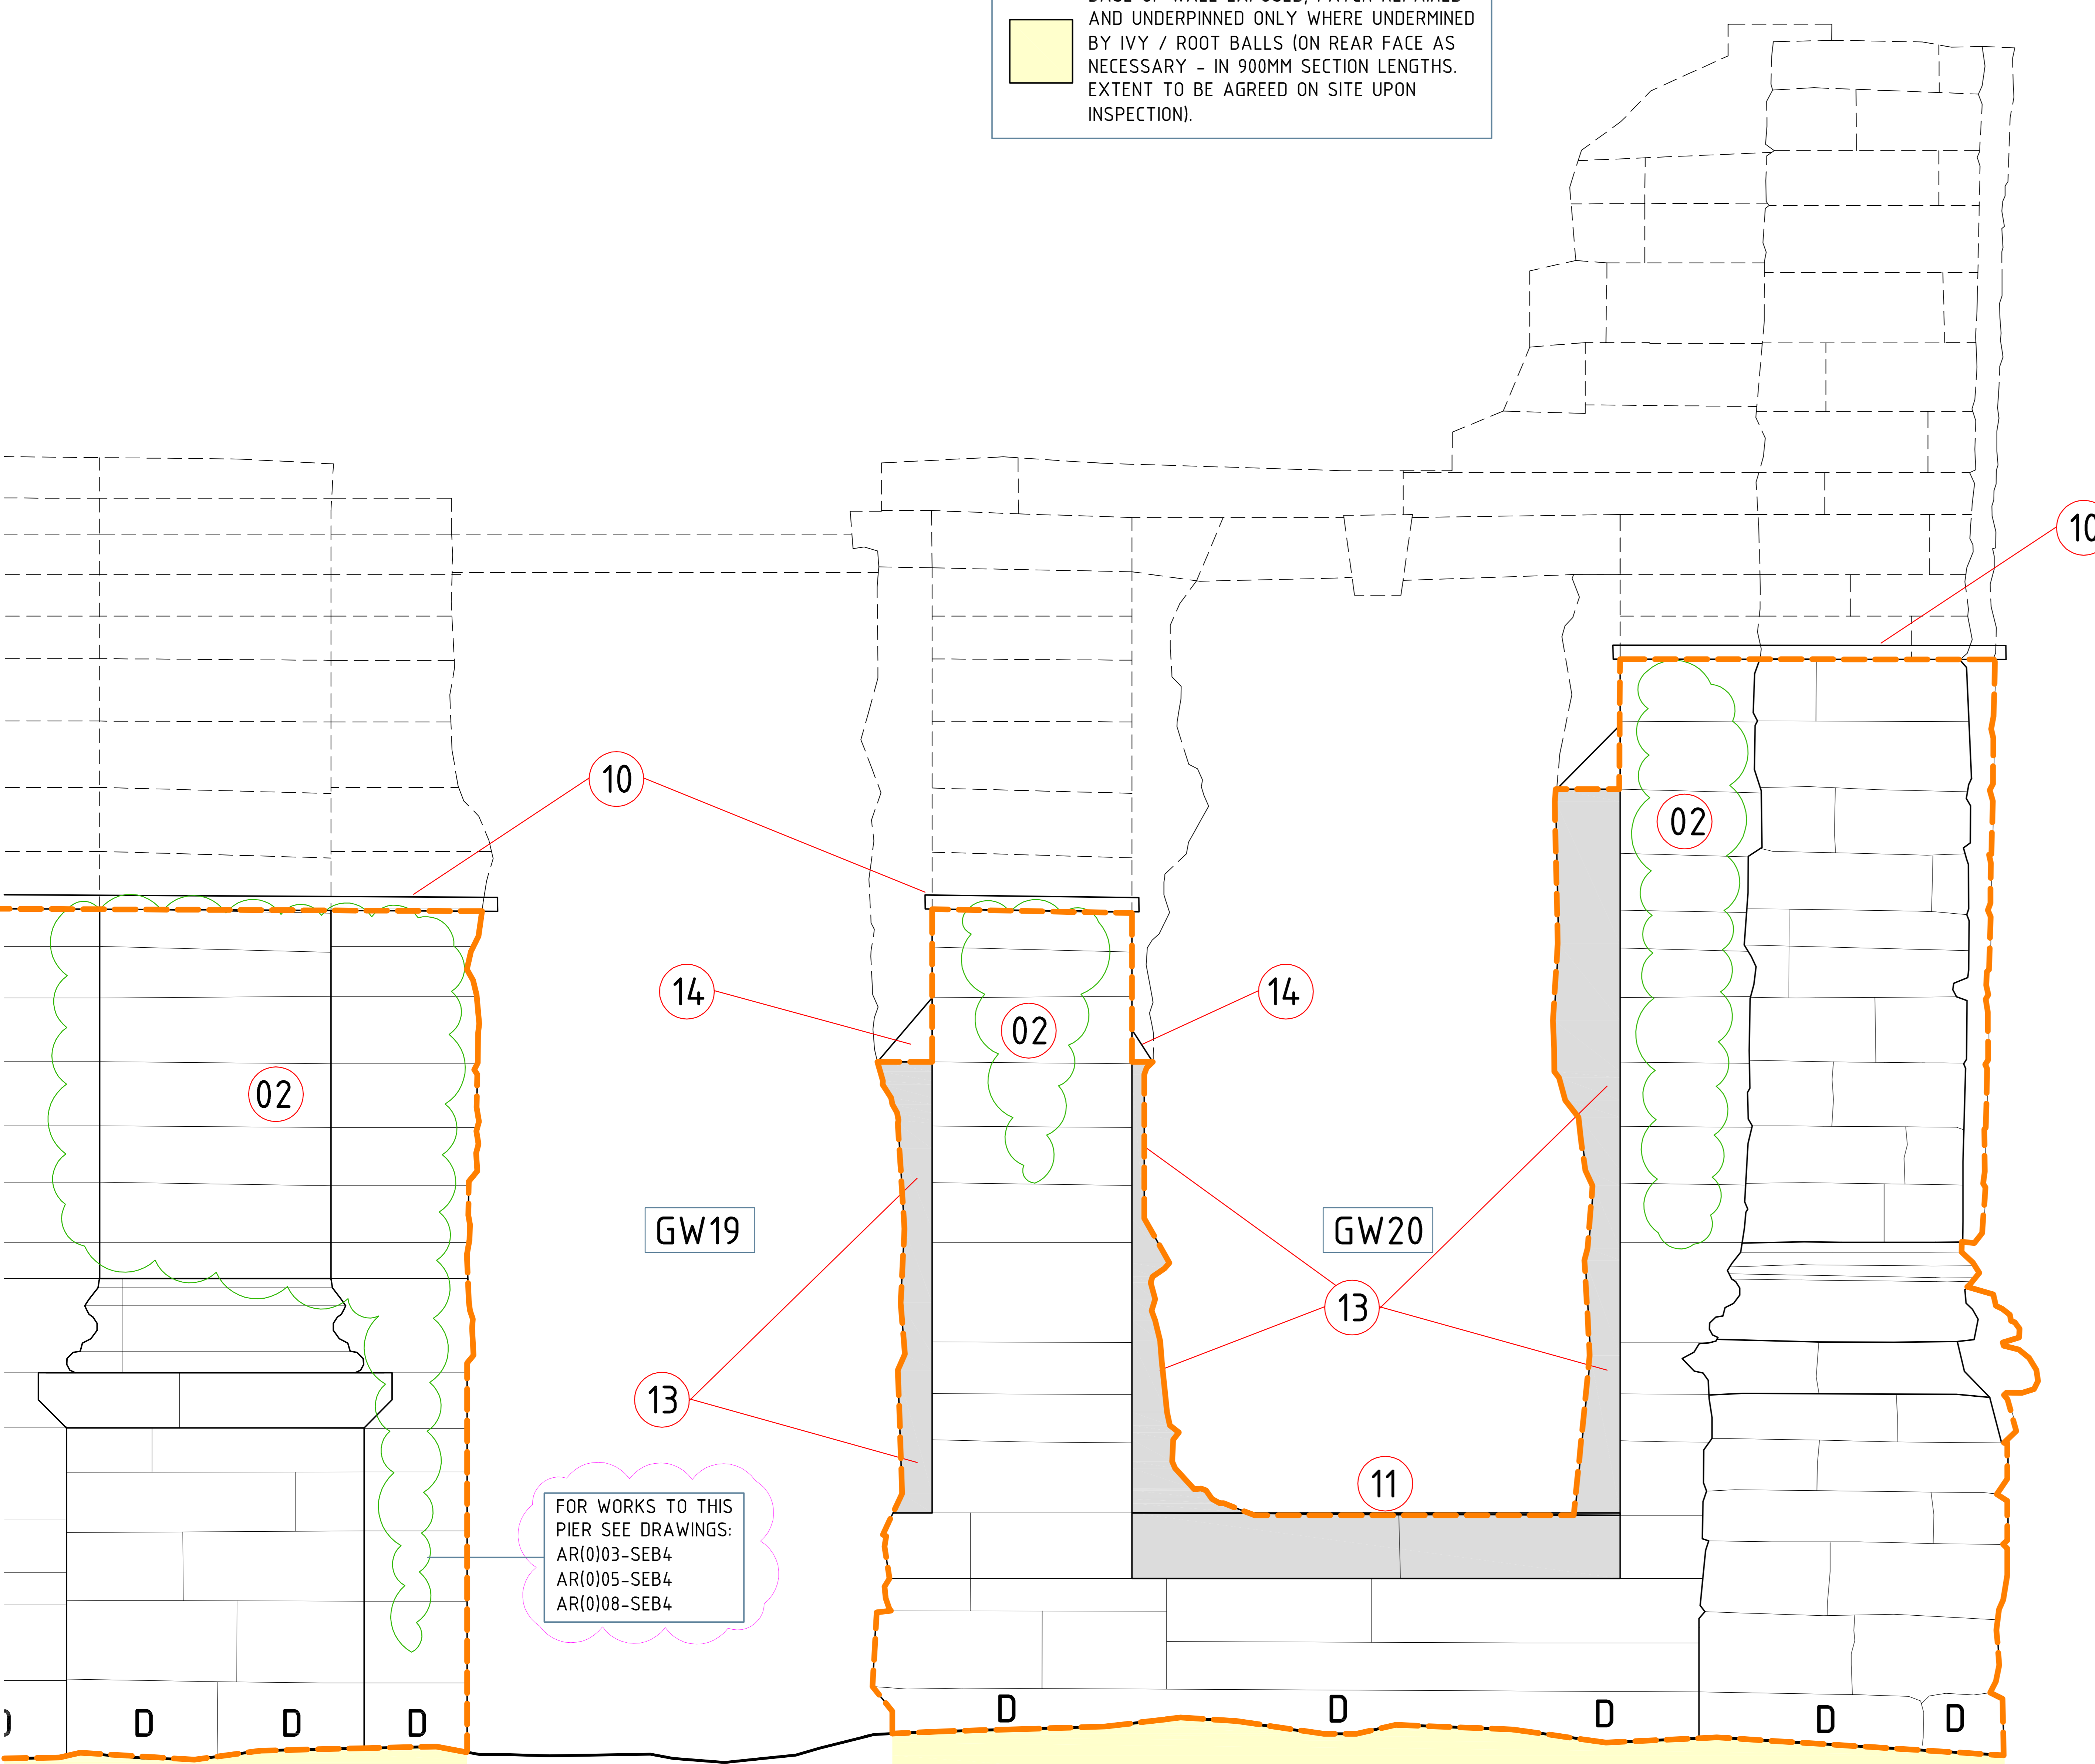 AND UNDERPINNED ONLY WHERE UNDERMINED
BY IVY / ROOT BALLS (ON REAR FACE AS
NECESSARY - IN 900MM SECTION LENGTHS.
EXTENT TO BE AGREED ON SITE UPON
INSPECTION).
10
10
02
14
02
14
02
GW19
GW20
13
13
11
FOR WORKS TO THIS
PIER SEE DRAWINGS:
AR(0)03-SEB4
AR(0)05-SEB4
AR(0)08-SEB4
D
D
D
D
D
D
D
D